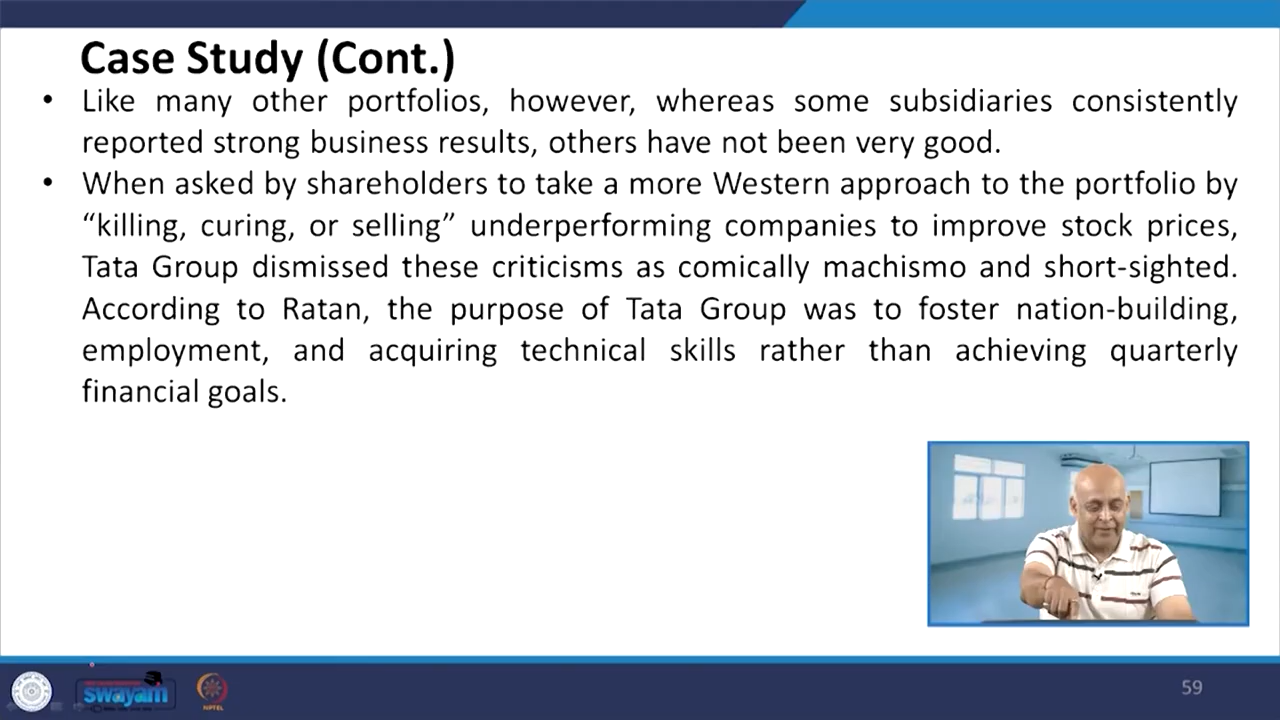 Case Study (Cont.)
• Like many other portfolios, however, whereas some subsidiaries consistently
reported strong business results, others have not been very good.
• When asked by shareholders to take a more Western approach to the portfolio by
“killing, curing, or selling” underperforming companies to improve stock prices,
Tata Group dismissed these criticisms as comically machismo and short-sighted.
According to Ratan, the purpose of Tata Group was to foster nation-building,
employment, and acquiring technical skills rather than achieving quarterly
financial goals.
swayam
NPTEL
59